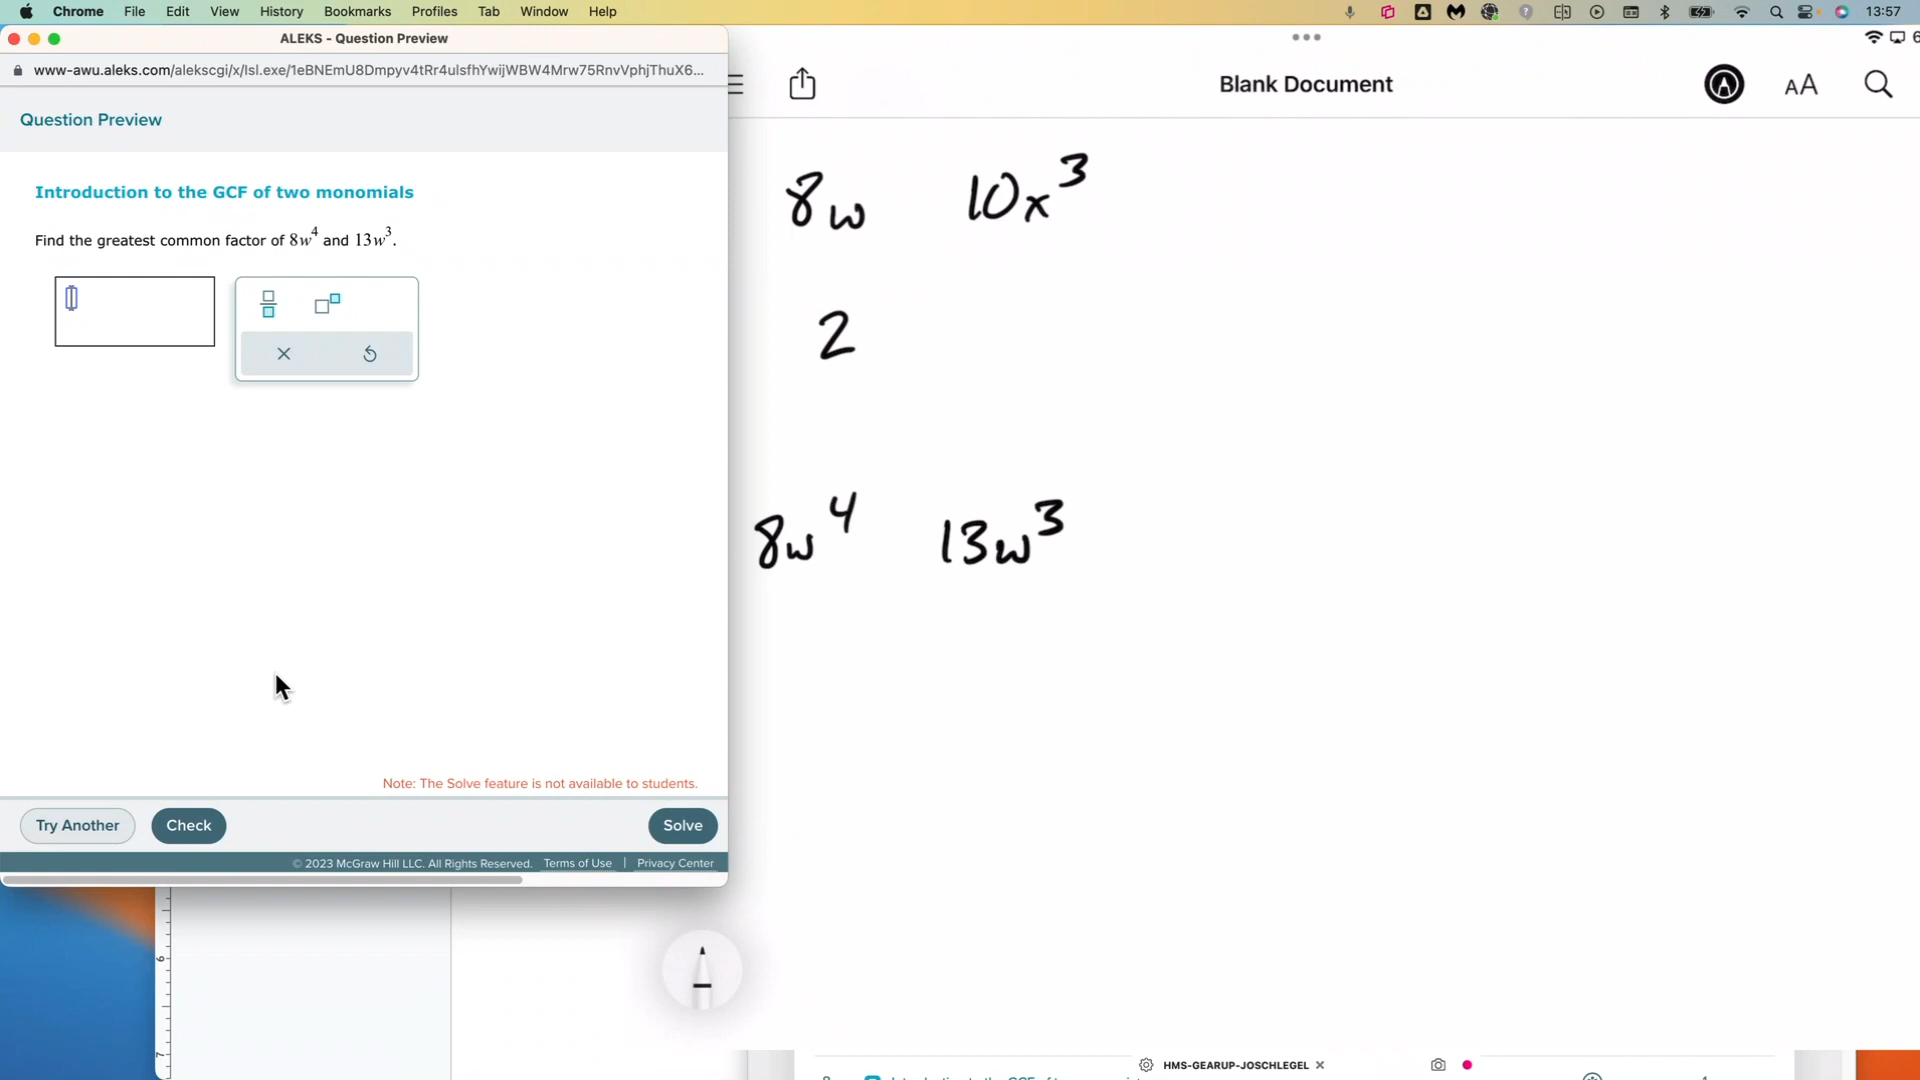 Chrome File Edit View History Bookmarks Profiles Tab Window Help 13:57
ALEKS - Question Preview
www-awu.aleks.com/alekscgi/x/Isl.exe/1eBNEmU8Dmpyv4tRr4ulsfhYwijWBW4Mrw75RnvVphjThuX6...
Blank Document
AA
Question Preview
Introduction to the GCF of two monomials
Find the greatest common factor of 8w⁴ and 13w³.
8w 10x³
2
8w⁴ 13w³
Note: The Solve feature is not available to students.
Try Another Check Solve
© 2023 McGraw Hill LLC. All Rights Reserved. Terms of Use | Privacy Center
6
7
HMS-GEARUP-JOSCHLEGEL